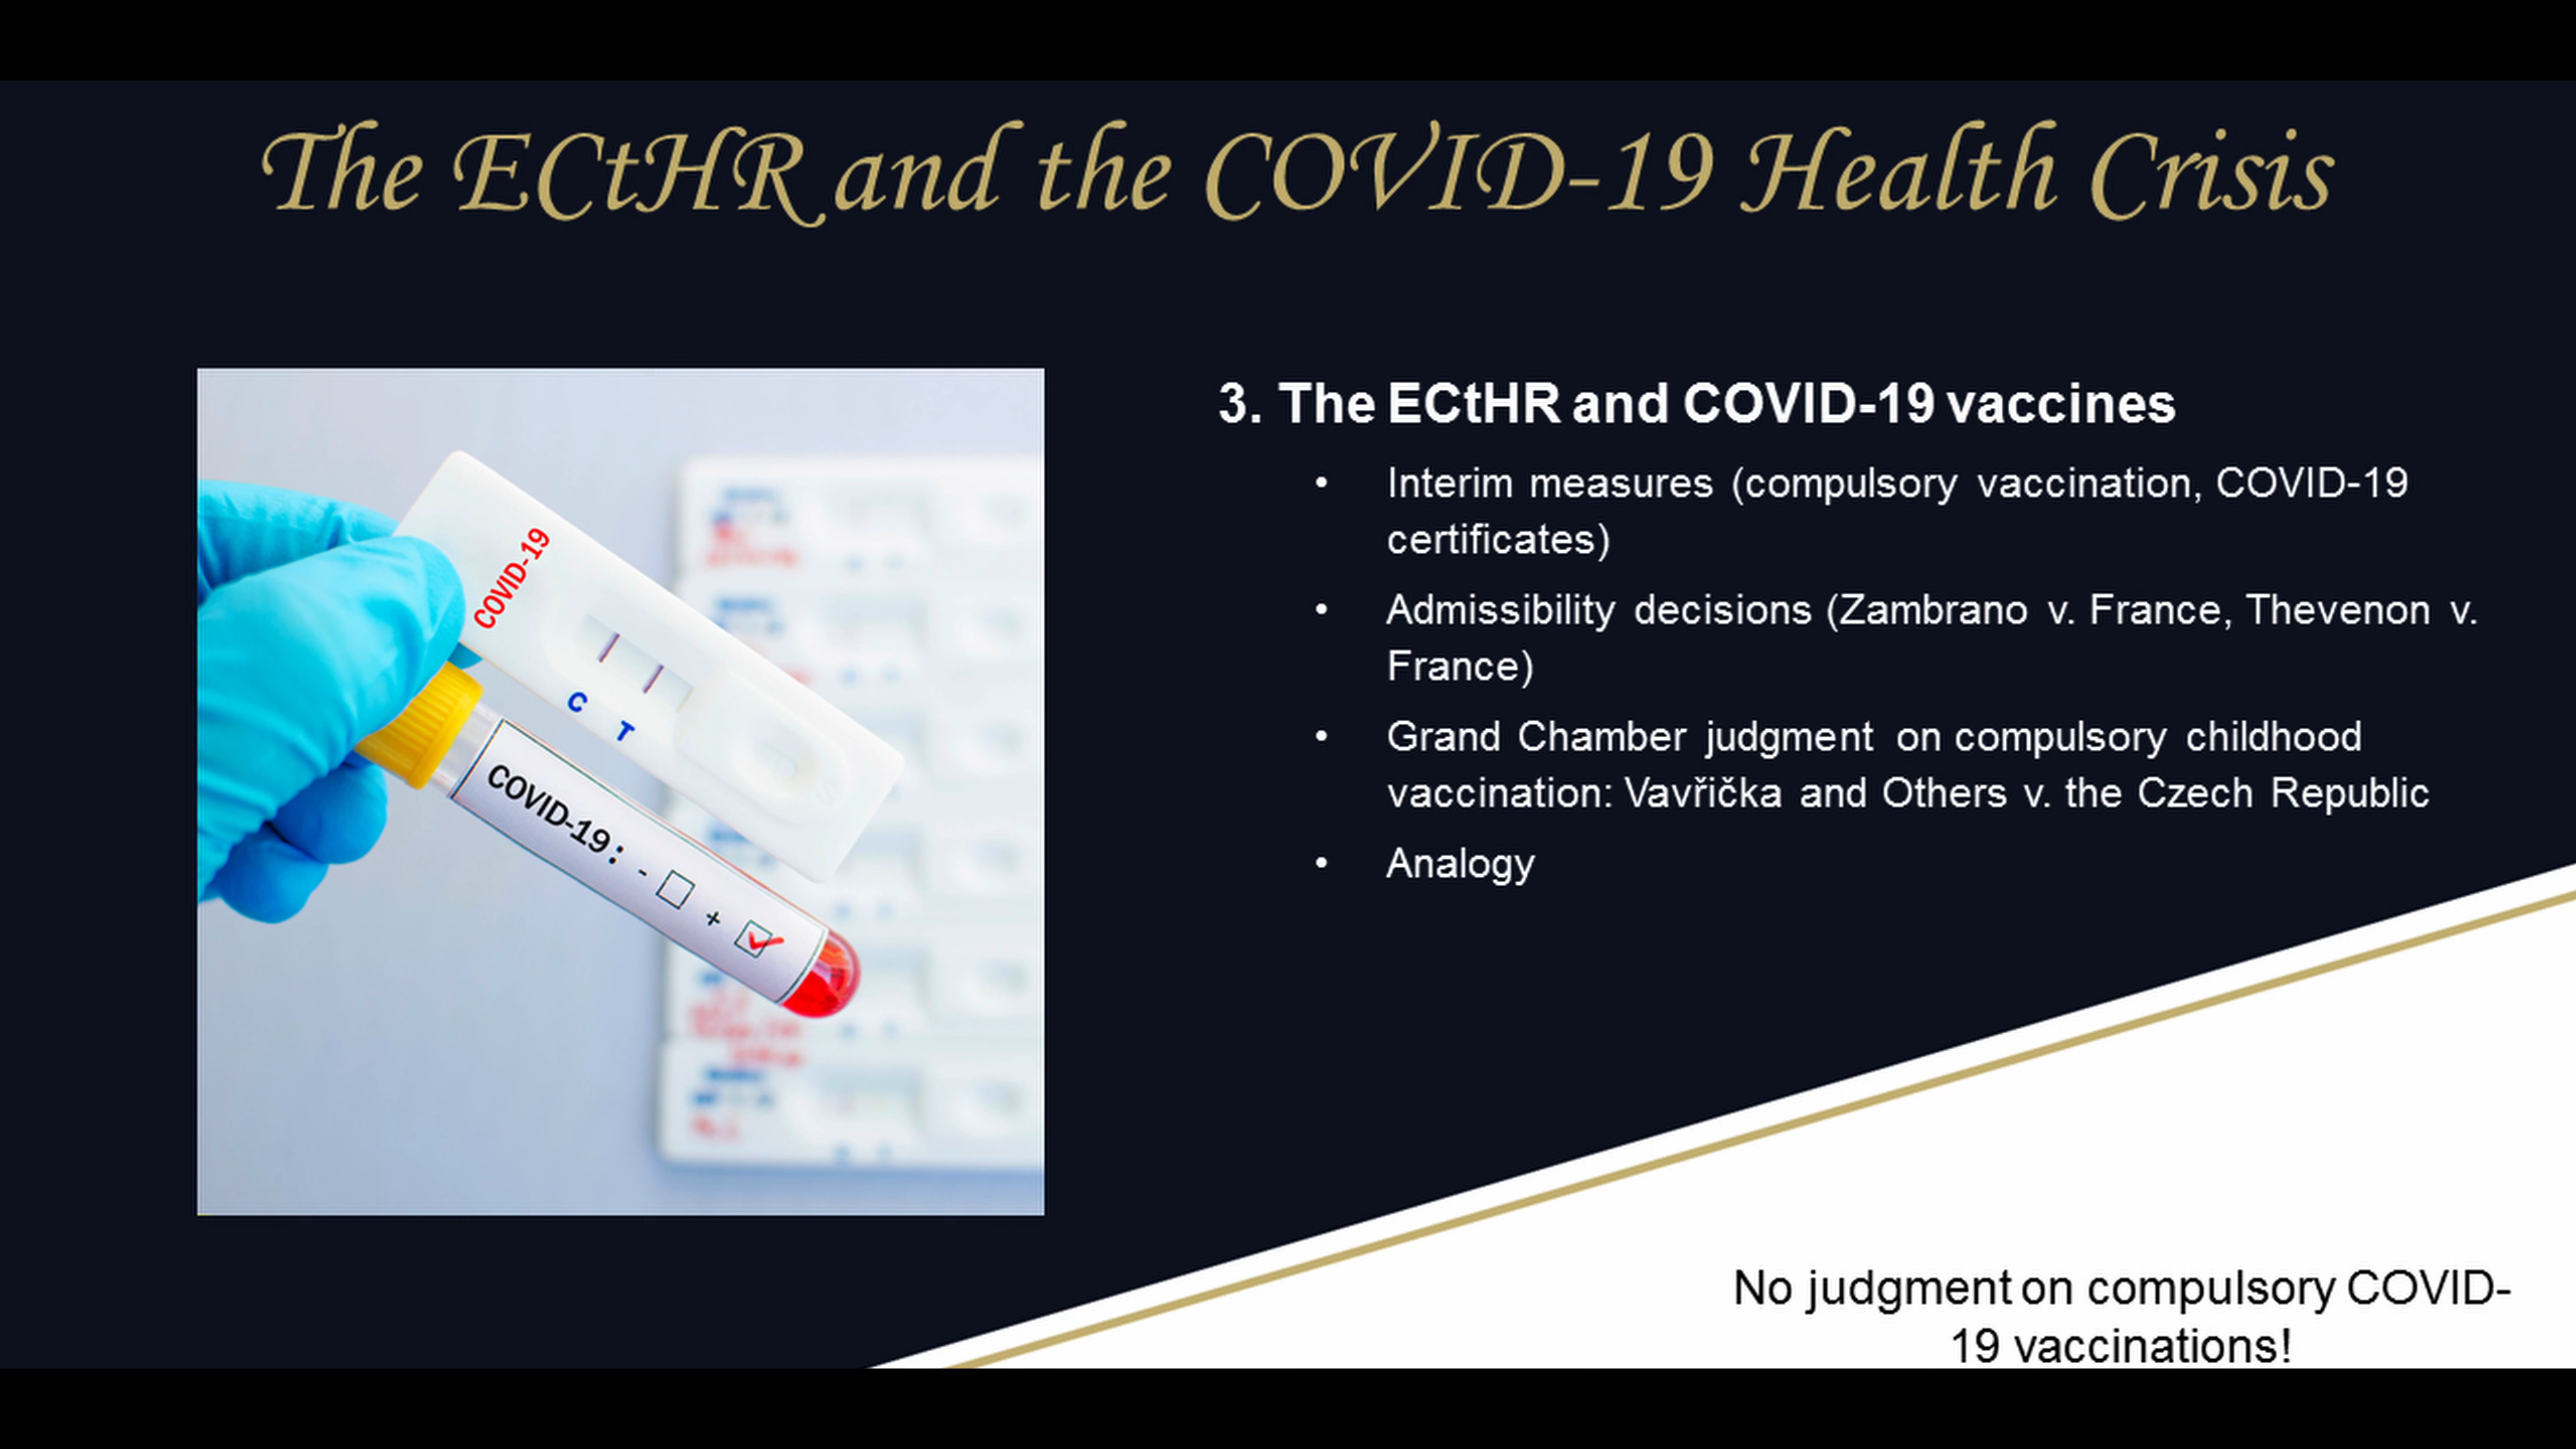 The ECtHR and the COVID-19 Health Crisis
COVID-19
C T
COVID-19: - + 
3. The ECtHR and COVID-19 vaccines
• Interim measures (compulsory vaccination, COVID-19
certificates)
• Admissibility decisions (Zambrano v. France, Thevenon v.
France)
• Grand Chamber judgment on compulsory childhood
vaccination: Vavřička and Others v. the Czech Republic
• Analogy
No judgment on compulsory COVID-
19 vaccinations!